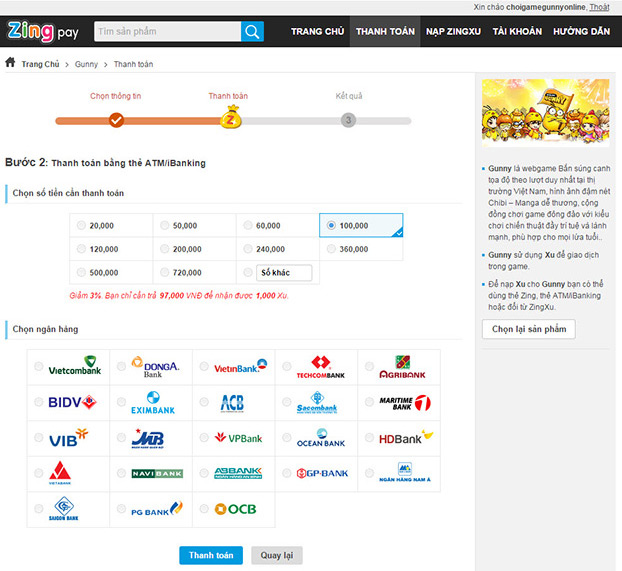 Xin chào choigamegunnyonline, Thoát
Zing pay
Tìm sản phẩm
TRANG CHỦ THANH TOÁN NẠP ZINGXU TÀI KHOẢN HƯỚNG DẪN
Trang Chủ > Gunny > Thanh toán
Chọn thông tin Thanh toán Kết quả
Z 3
Bước 2: Thanh toán bằng thẻ ATM/iBanking
Chọn số tiền cần thanh toán
20,000 50,000 60,000 100,000
120,000 200,000 240,000 360,000
500,000 720,000 Số khác
Giảm 3%. Bạn chỉ cần trả 97,000 VNĐ để nhận được 1,000 Xu.
Chọn ngân hàng
Vietcombank DONGA Bank VietinBank TECHCOMBANK AGRIBANK
BIDV EXIMBANK ACB Sacombank MARITIME BANK
VIB MB VPBank OCEAN BANK HDBank
VIETABANK NAVIBANK ABBANK GP·BANK NGÂN HÀNG NAM Á
SAIGON BANK PG BANK OCB
Thanh toán Quay lại
Gunny là webgame Bắn súng canh
tọa độ theo lượt duy nhất tại thị
trường Việt Nam, hình ảnh đậm nét
Chibi – Manga dễ thương, cộng
đồng chơi game đông đảo với kiểu
chơi chiến thuật đầy trí tuệ và lành
mạnh, phù hợp cho mọi lứa tuổi..
Gunny sử dụng Xu để giao dịch
trong game.
Để nạp Xu cho Gunny bạn có thể
dùng thẻ Zing, thẻ ATM/iBanking
hoặc đổi từ ZingXu.
Chọn lại sản phẩm